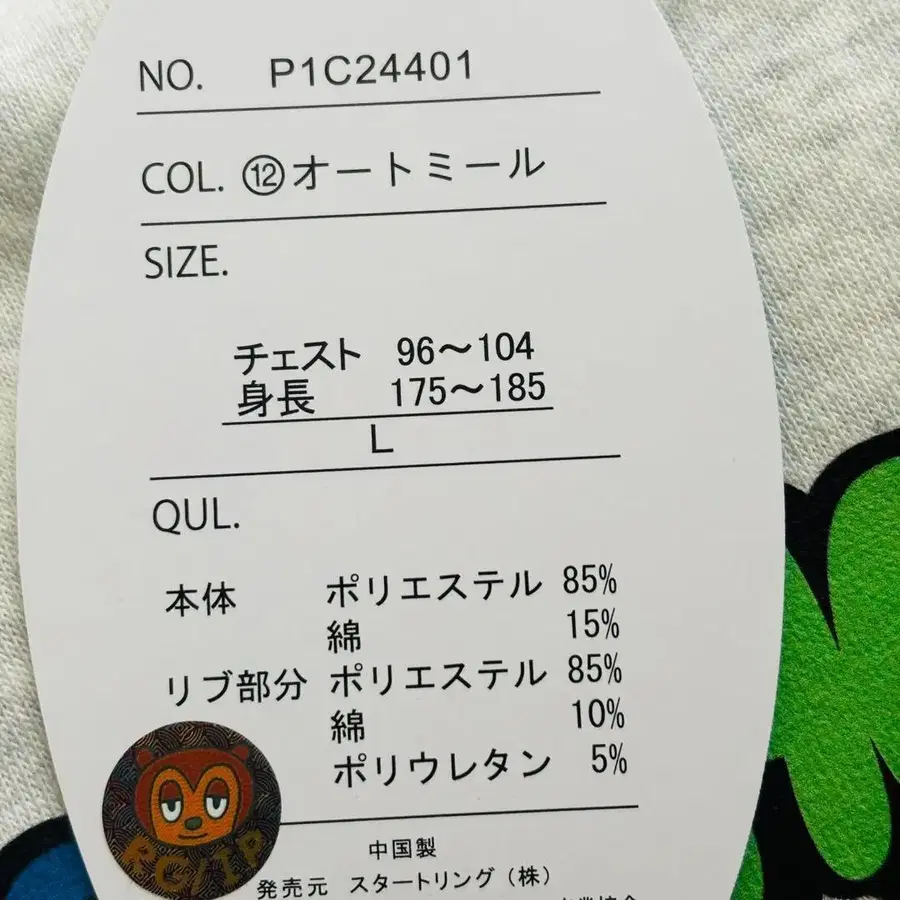 NO. P1C24401
COL. ⑫オートミール
SIZE.
チェスト 96～104
身長 175～185
L
QUL.
本体 ポリエステル 85%
綿 15%
リブ部分 ポリエステル 85%
綿 10%
ポリウレタン 5%
中国製
発売元 スタートリング（株）